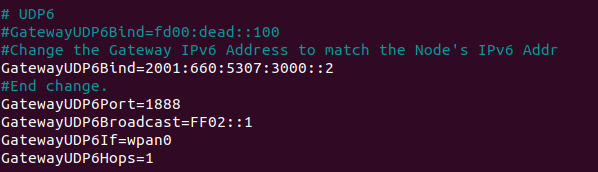 # UDP6
#GatewayUDP6Bind=fd00:dead::100
#Change the Gateway IPv6 Address to match the Node's IPv6 Addr
GatewayUDP6Bind=2001:660:5307:3000::2
#End change.
GatewayUDP6Port=1888
GatewayUDP6Broadcast=FF02::1
GatewayUDP6If=wpan0
GatewayUDP6Hops=1